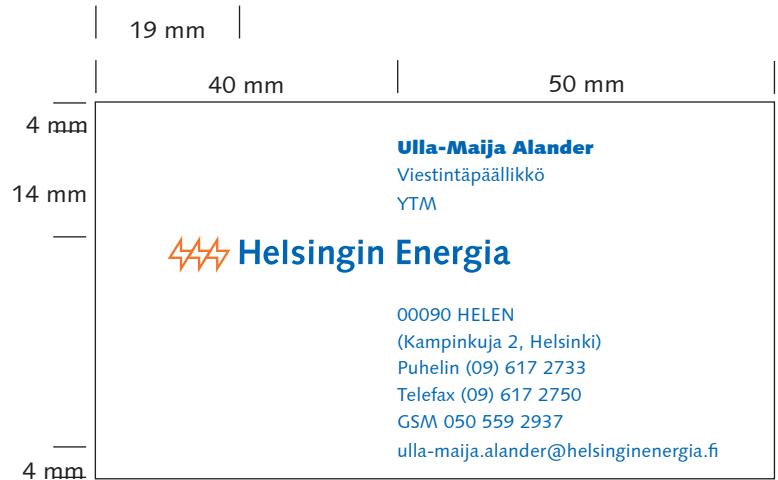 19 mm
40 mm
50 mm
4 mm
Ulla-Maija Alander
Viestintäpäällikkö
14 mm
YTM
Helsingin Energia
00090 HELEN
(Kampinkuja 2, Helsinki)
Puhelin (09) 617 2733
Telefax (09) 617 2750
GSM 050 559 2937
ulla-maija.alander@helsinginenergia.fi
4 mm